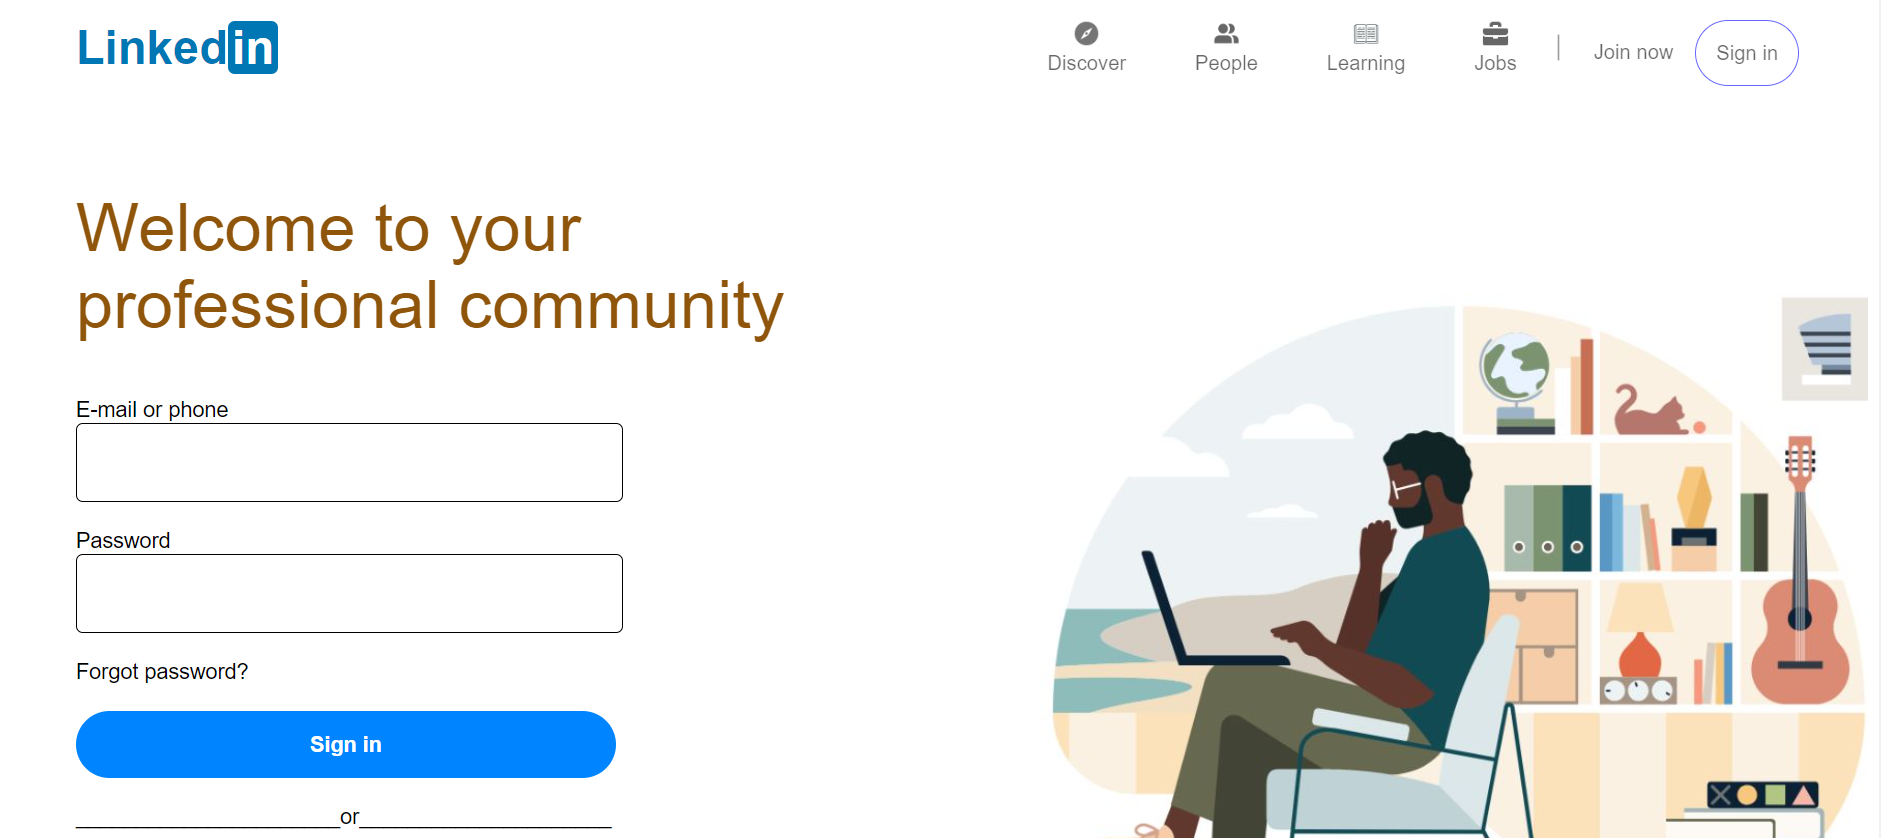 Linkedin
Discover
People
Learning
Jobs
Join now
Sign in
Welcome to your
professional community
E-mail or phone
Password
Forgot password?
Sign in
______________________or_____________________